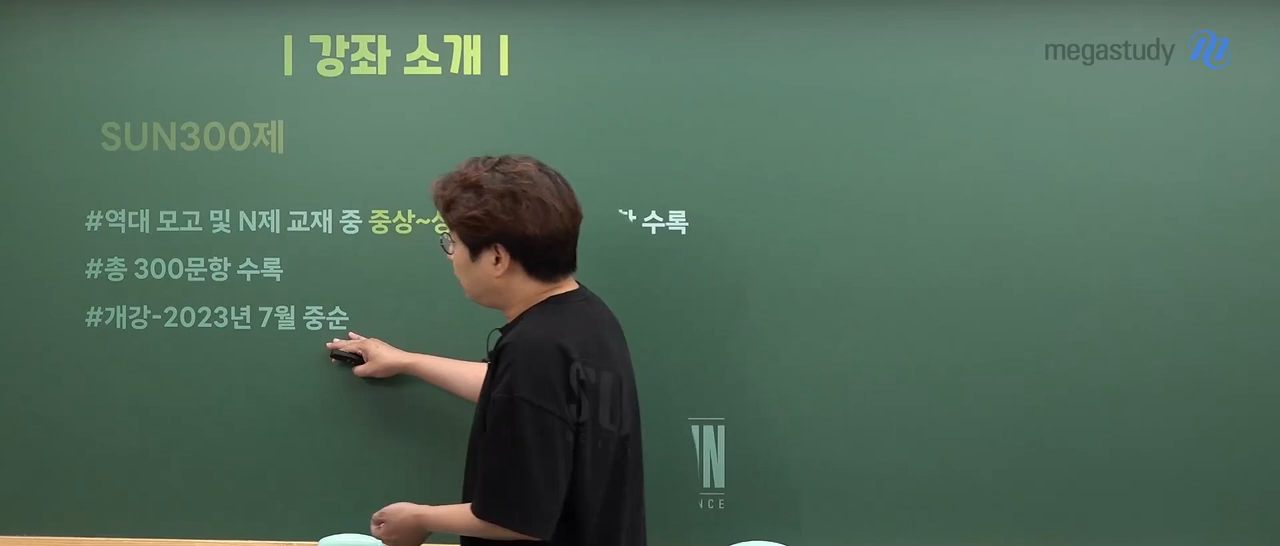 | 강좌 소개 |
megastudy
SUN300제
#역대 모고 및 N제 교재 중 중상~상 수록
#총 300문항 수록
#개강-2023년 7월 중순